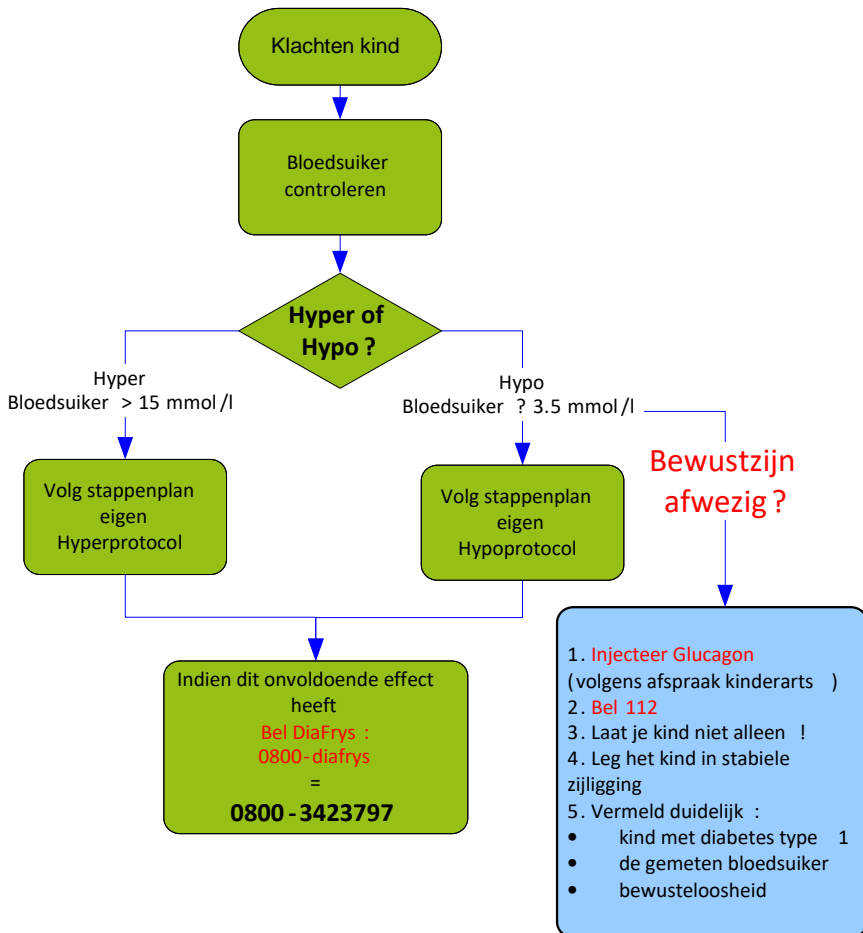 Klachten kind
Bloedsuiker
controleren
Hyper of
Hypo ?
Hyper
Bloedsuiker > 15 mmol/l
Hypo
Bloedsuiker ? 3.5 mmol/l
Bewustzijn
afwezig ?
Volg stappenplan
eigen
Hyperprotocol
Volg stappenplan
eigen
Hypoprotocol
Indien dit onvoldoende effect
heeft
Bel DiaFrys :
0800-diafrys
=
0800-3423797
1. Injecteer Glucagon
(volgens afspraak kinderarts )
2. Bel 112
3. Laat je kind niet alleen !
4. Leg het kind in stabiele
zijligging
5. Vermeld duidelijk :
• kind met diabetes type 1
• de gemeten bloedsuiker
• bewusteloosheid